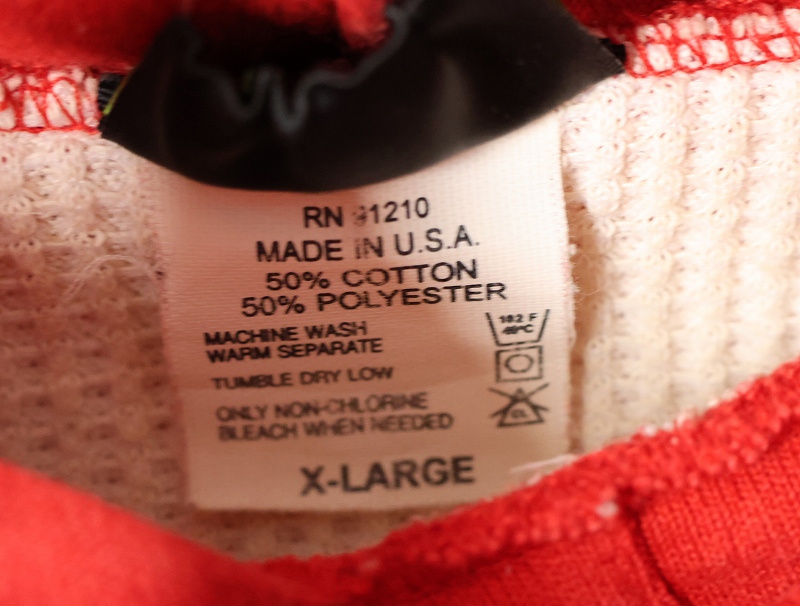 RN 91210
MADE IN U.S.A.
50% COTTON
50% POLYESTER
MACHINE WASH
WARM SEPARATE
TUMBLE DRY LOW
ONLY NON-CHLORINE
BLEACH WHEN NEEDED
X-LARGE